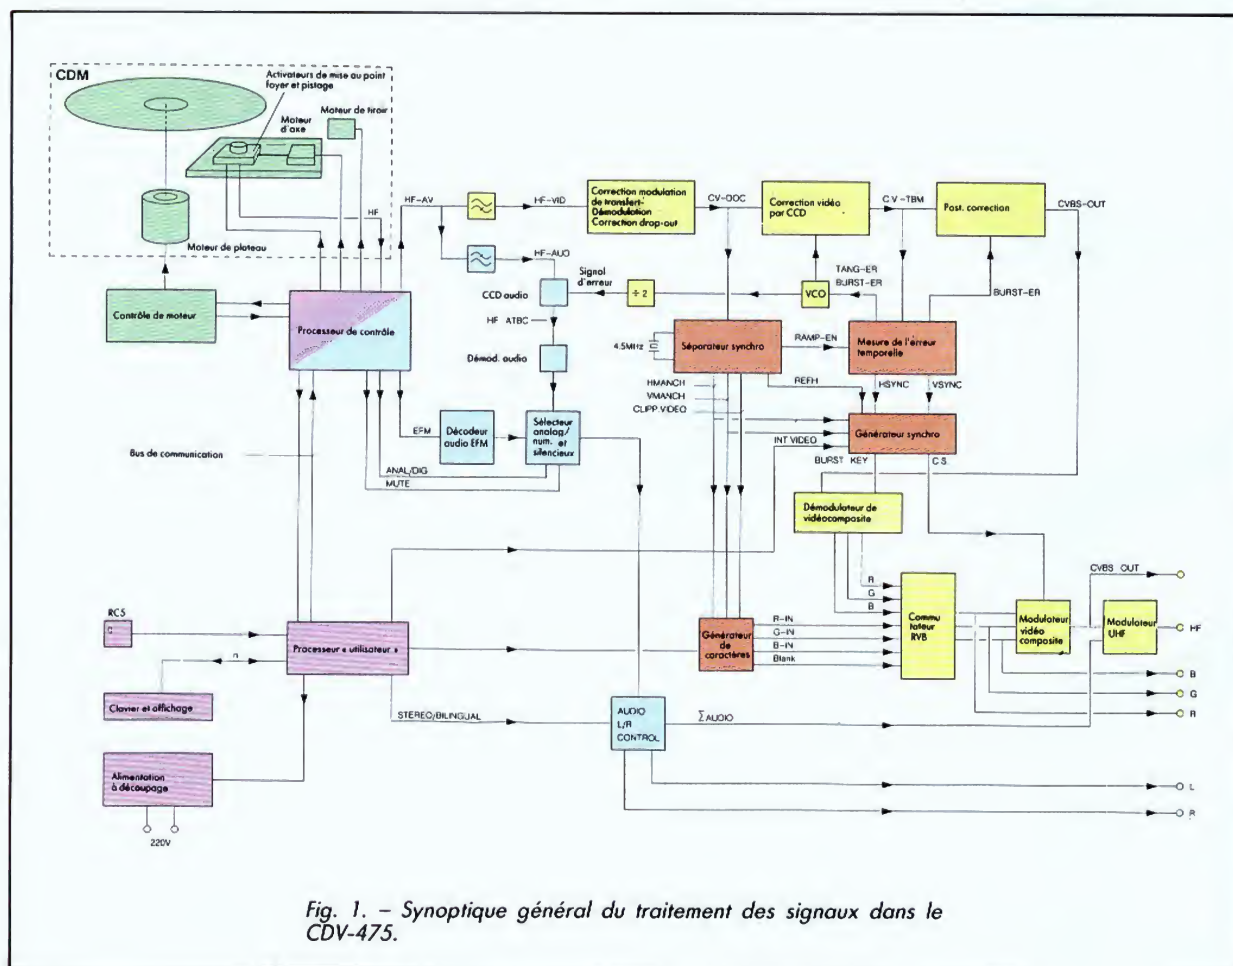 CDM
Activateurs de mise au point
foyer et pistage
Moteur de tiroir
Moteur
d'axe
HF
Moteur de plateau
Contrôle de moteur
Processeur de contrôle
HF-AV
HF-VID
Correction modulation
de transfert-
Démodulation
Correction drop-out
CV-DOC
Correction vidéo
par CCD
CV-TBM
Post. correction
CVBS-OUT
HF-AUO
Signal
d'erreur
CCD audio
÷ 2
VCO
TANG-ER
BURST-ER
BURST-ER
HF ATBC
Démod. audio
4.5MHz
Séparateur synchro
RAMP-EN
Mesure de l'érreur
temporelle
REFH
HSYNC
VSYNC
HMANCH
VMANCH
CLIPP.VIDEO
EFM
Décodeur
audio EFM
Sélecteur
analog/
num. et
silencieux
INT VIDEO
Générateur synchro
BURST KEY
C.S.
Bus de communication
ANAL/DIG
MUTE
Démodulateur de
vidéocomposite
R
G
B
CVBS OUT
RC5
Processeur « utilisateur »
n
Clavier et affichage
Générateur
de
caractères
R-IN
G-IN
B-IN
Blank
Commu
tateur
RVB
Modulateur
vidéo
composite
Modulateur
UHF
HF
B
G
R
STEREO/BILINGUAL
AUDIO
L/R
CONTROL
ΣAUDIO
Alimentation
à découpage
L
R
220V
Fig. 1. – Synoptique général du traitement des signaux dans le
CDV-475.